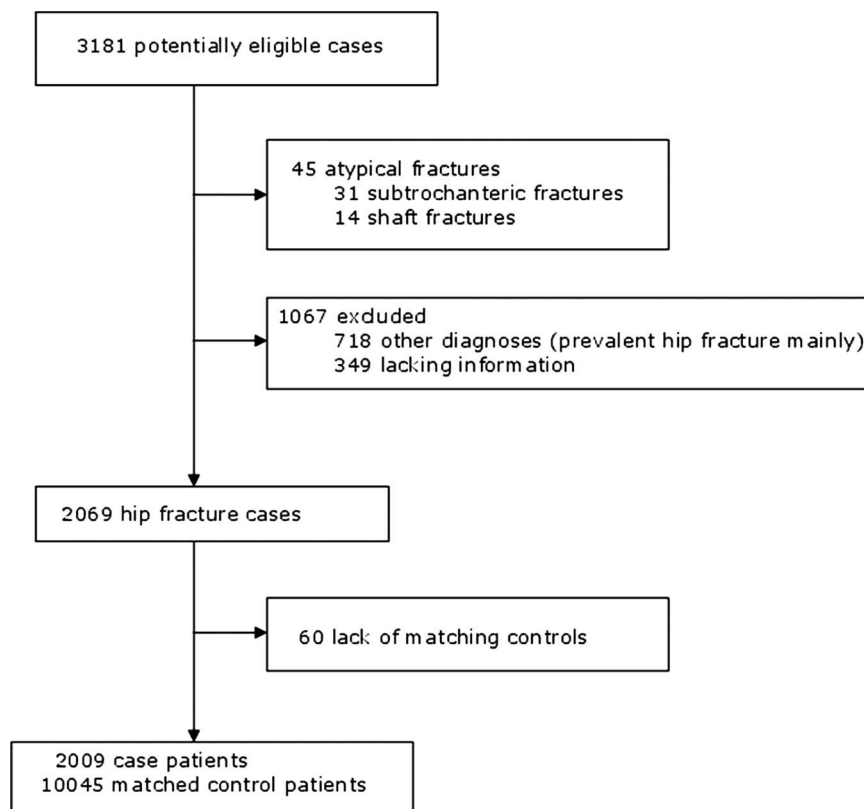 3181 potentially eligible cases
45 atypical fractures
31 subtrochanteric fractures
14 shaft fractures
1067 excluded
718 other diagnoses (prevalent hip fracture mainly)
349 lacking information
2069 hip fracture cases
60 lack of matching controls
2009 case patients
10045 matched control patients